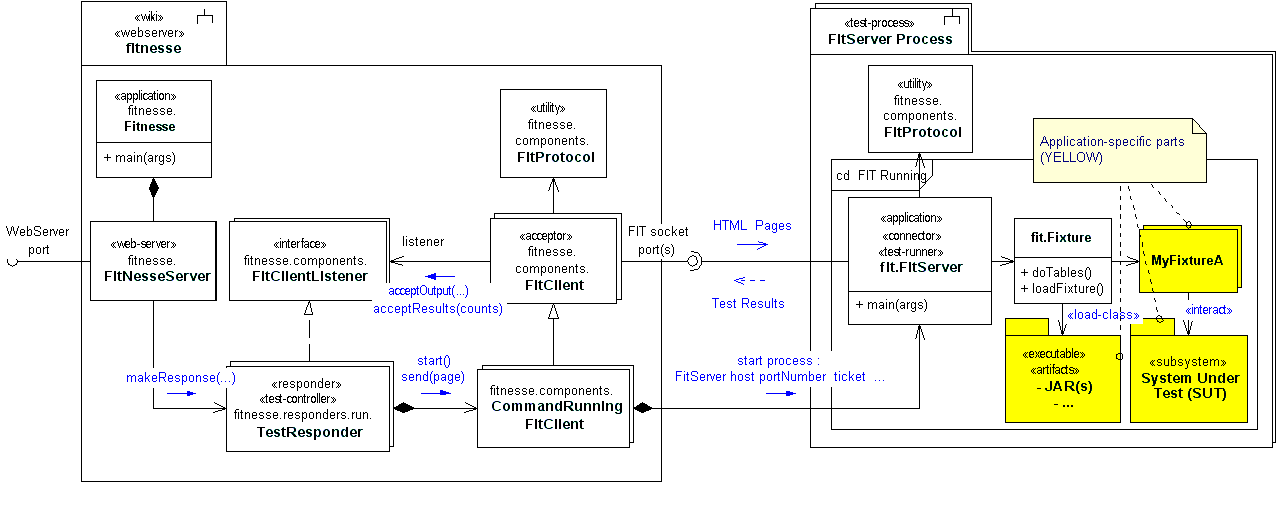 «wiki»
«webserver»
fitnesse
«application»
fitnesse.
Fitnesse
+ main(args)
«utility»
fitnesse.
components.
FitProtocol
WebServer
port
«web-server»
fitnesse.
FitNesseServer
«interface»
fitnesse.components.
FitClientListener
listener
acceptOutput(...)
acceptResults(counts)
«acceptor»
fitnesse.
components.
FitClient
FIT socket
port(s)
HTML Pages
Test Results
makeResponse(...)
«responder»
«test-controller»
fitnesse.responders.run.
TestResponder
start()
send(page)
fitnesse.components.
CommandRunning
FitClient
start process :
FitServer host portNumber ticket ...
«test-process»
FitServer Process
«utility»
fitnesse.
components.
FitProtocol
Application-specific parts
(YELLOW)
cd FIT Running
«application»
«connector»
«test-runner»
fit.FitServer
+ main(args)
fit.Fixture
+ doTables()
+ loadFixture()
MyFixtureA
«load-class»
«interact»
«executable»
«artifacts»
- JAR(s)
- ...
«subsystem»
System Under
Test (SUT)